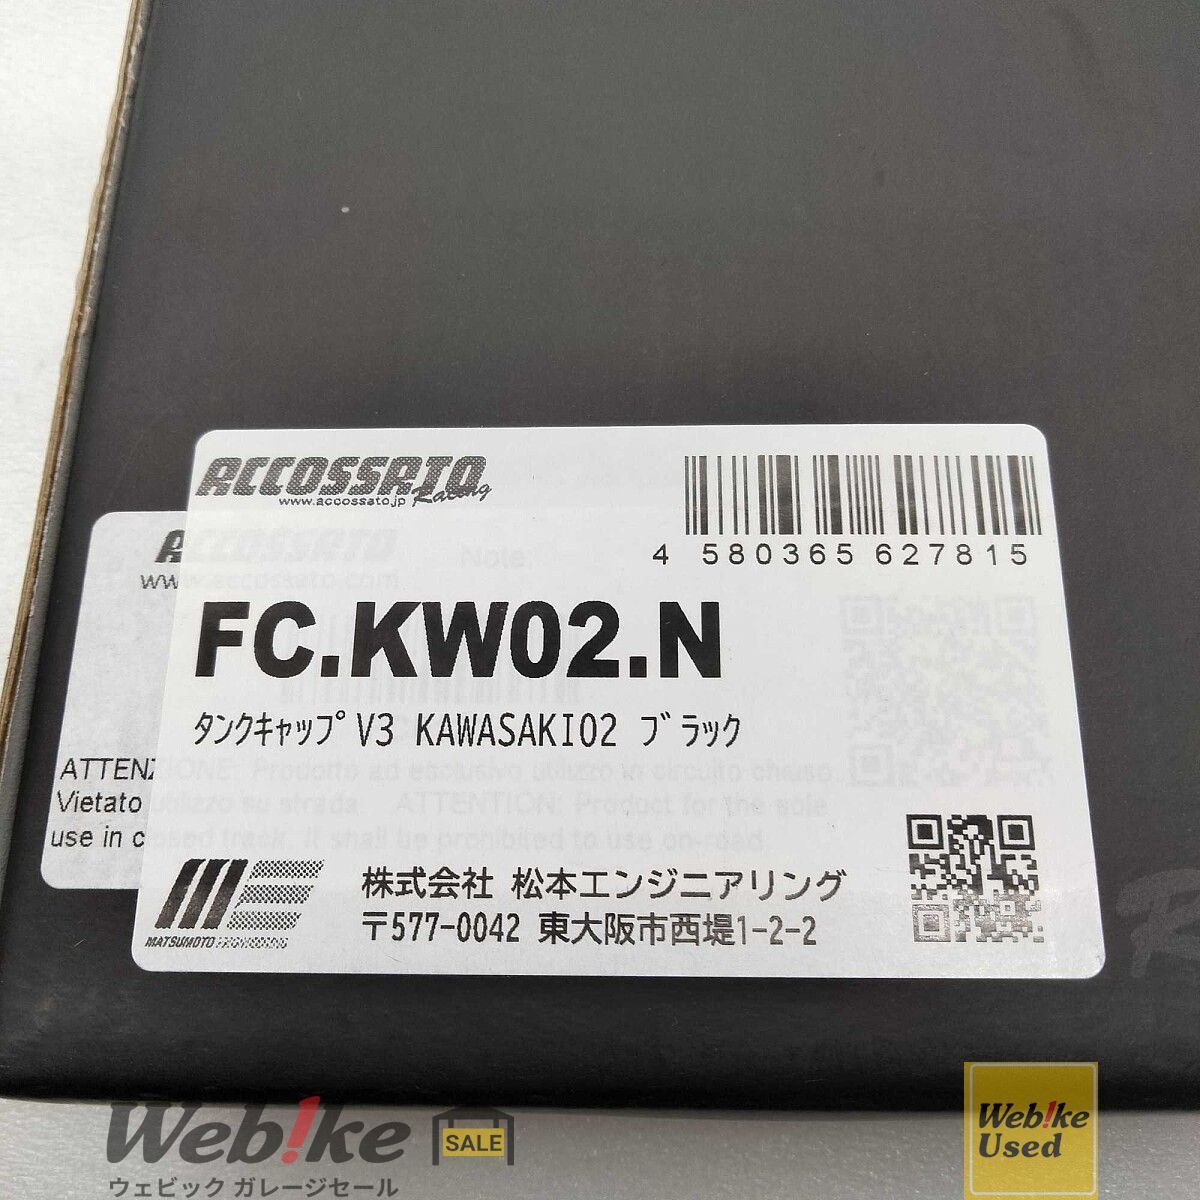 ACCOSSATO
Racing
www.accossato.jp
4 580365 627815
ACCOSSATO
Note:
www.accossato.com
FC.KW02.N
ﾀﾝｸｷｬｯﾌﾟV3 KAWASAKI02 ﾌﾞﾗｯｸ
ATTENZIONE: Prodotto ad esclusivo utilizzo in circuito chiuso.
Vietato utilizzo su strada. ATTENTION: Product for the sole
use in closed track. It shall be prohibited to use on-road.
ME
MATSUMOTO ENGINEERING
株式会社 松本エンジニアリング
〒577-0042 東大阪市西堤1-2-2
R
Web!ke
SALE
ウェビック ガレージセール
Web!ke
Used